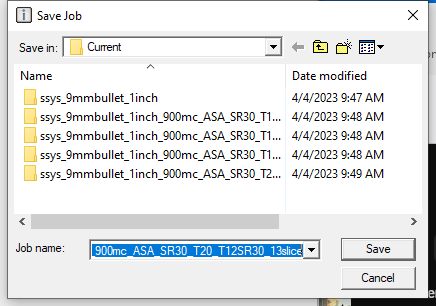 Save Job
Save in: Current
Name Date modified
ssys_9mmbullet_1inch 4/4/2023 9:47 AM
ssys_9mmbullet_1inch_900mc_ASA_SR30_T1... 4/4/2023 9:48 AM
ssys_9mmbullet_1inch_900mc_ASA_SR30_T1... 4/4/2023 9:48 AM
ssys_9mmbullet_1inch_900mc_ASA_SR30_T1... 4/4/2023 9:48 AM
ssys_9mmbullet_1inch_900mc_ASA_SR30_T2... 4/4/2023 9:49 AM
Job name: _900mc_ASA_SR30_T20_T12SR30_13slice Save
Cancel